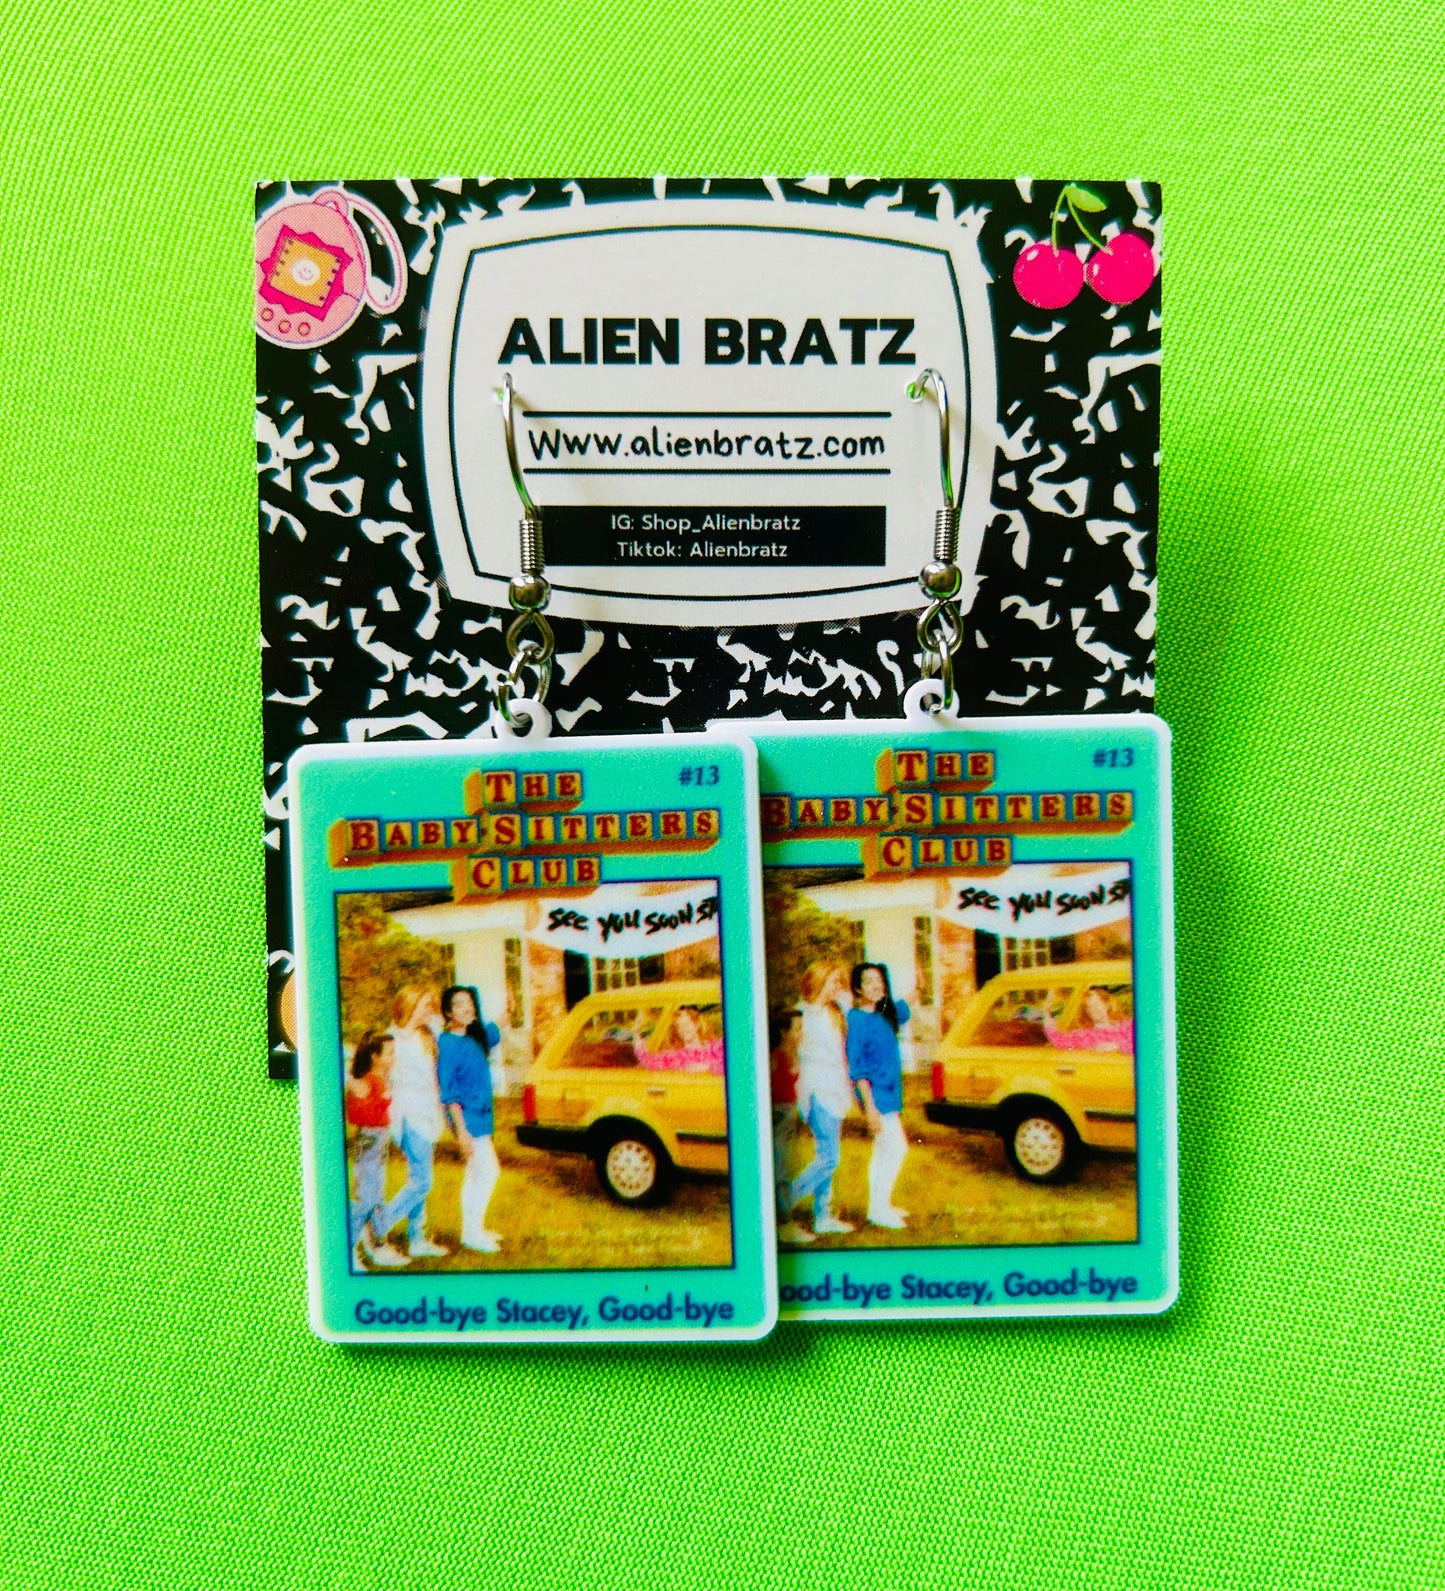 ALIEN BRATZ
Www.alienbratz.com
IG: Shop_Alienbratz
Tiktok: Alienbratz
#13
THE
BABY-SITTERS
CLUB
See you soon
Good-bye Stacey, Good-bye
#13
THE
BABY-SITTERS
CLUB
See you soon
Good-bye Stacey, Good-bye